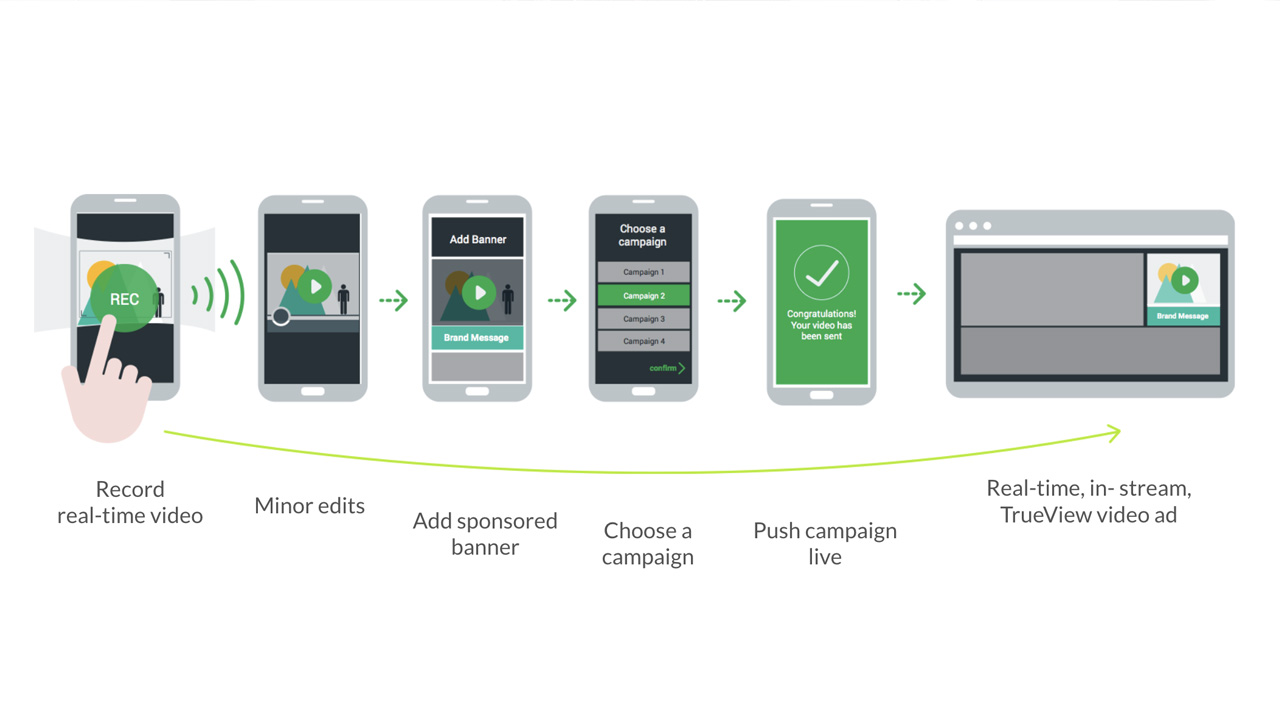 REC
Add Banner
Brand Message
Choose a
campaign
Campaign 1
Campaign 2
Campaign 3
Campaign 4
confirm
Congratulations!
Your video has
been sent
Brand Message
Record
real-time video
Minor edits
Add sponsored
banner
Choose a
campaign
Push campaign
live
Real-time, in- stream,
TrueView video ad